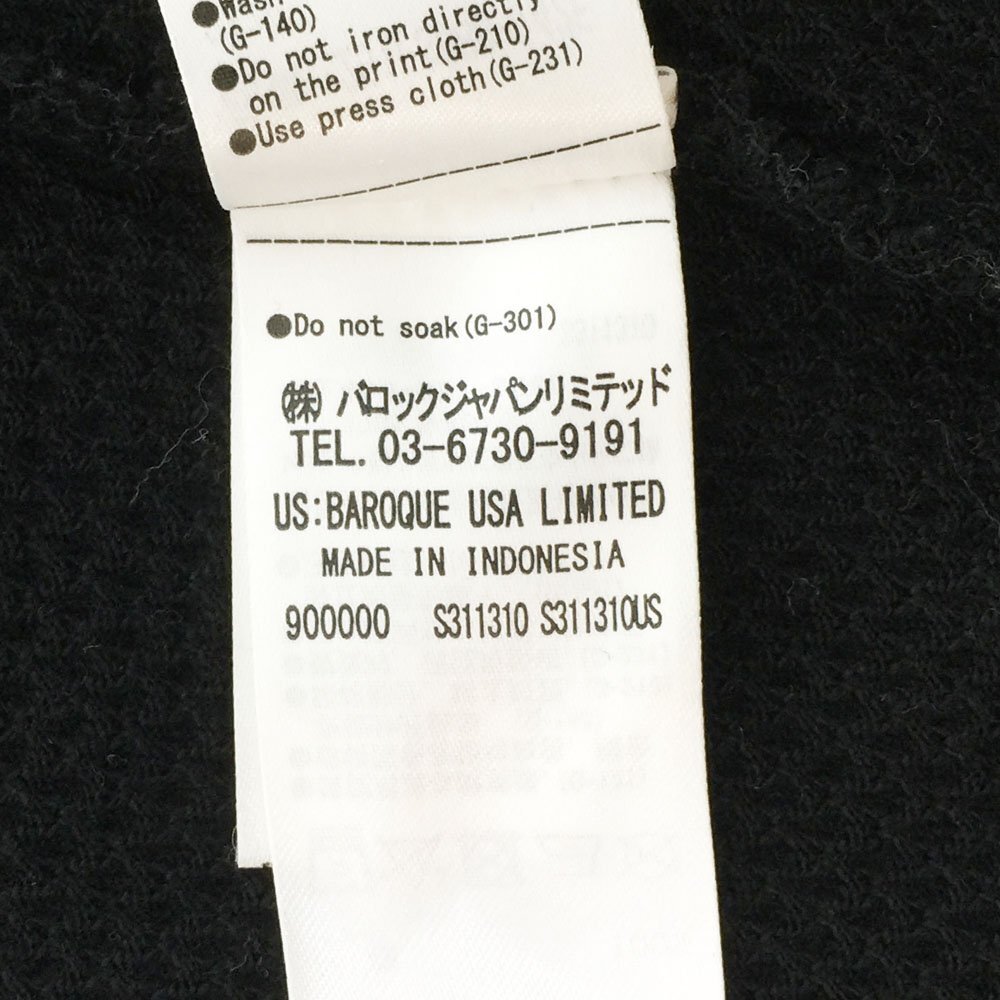 ●Wash
(G-140)
●Do not iron directly
on the print(G-210)
●Use press cloth(G-231)
●Do not soak(G-301)
㈱ バロックジャパンリミテッド
TEL. 03-6730-9191
US:BAROQUE USA LIMITED
MADE IN INDONESIA
900000 S311310 S311310US